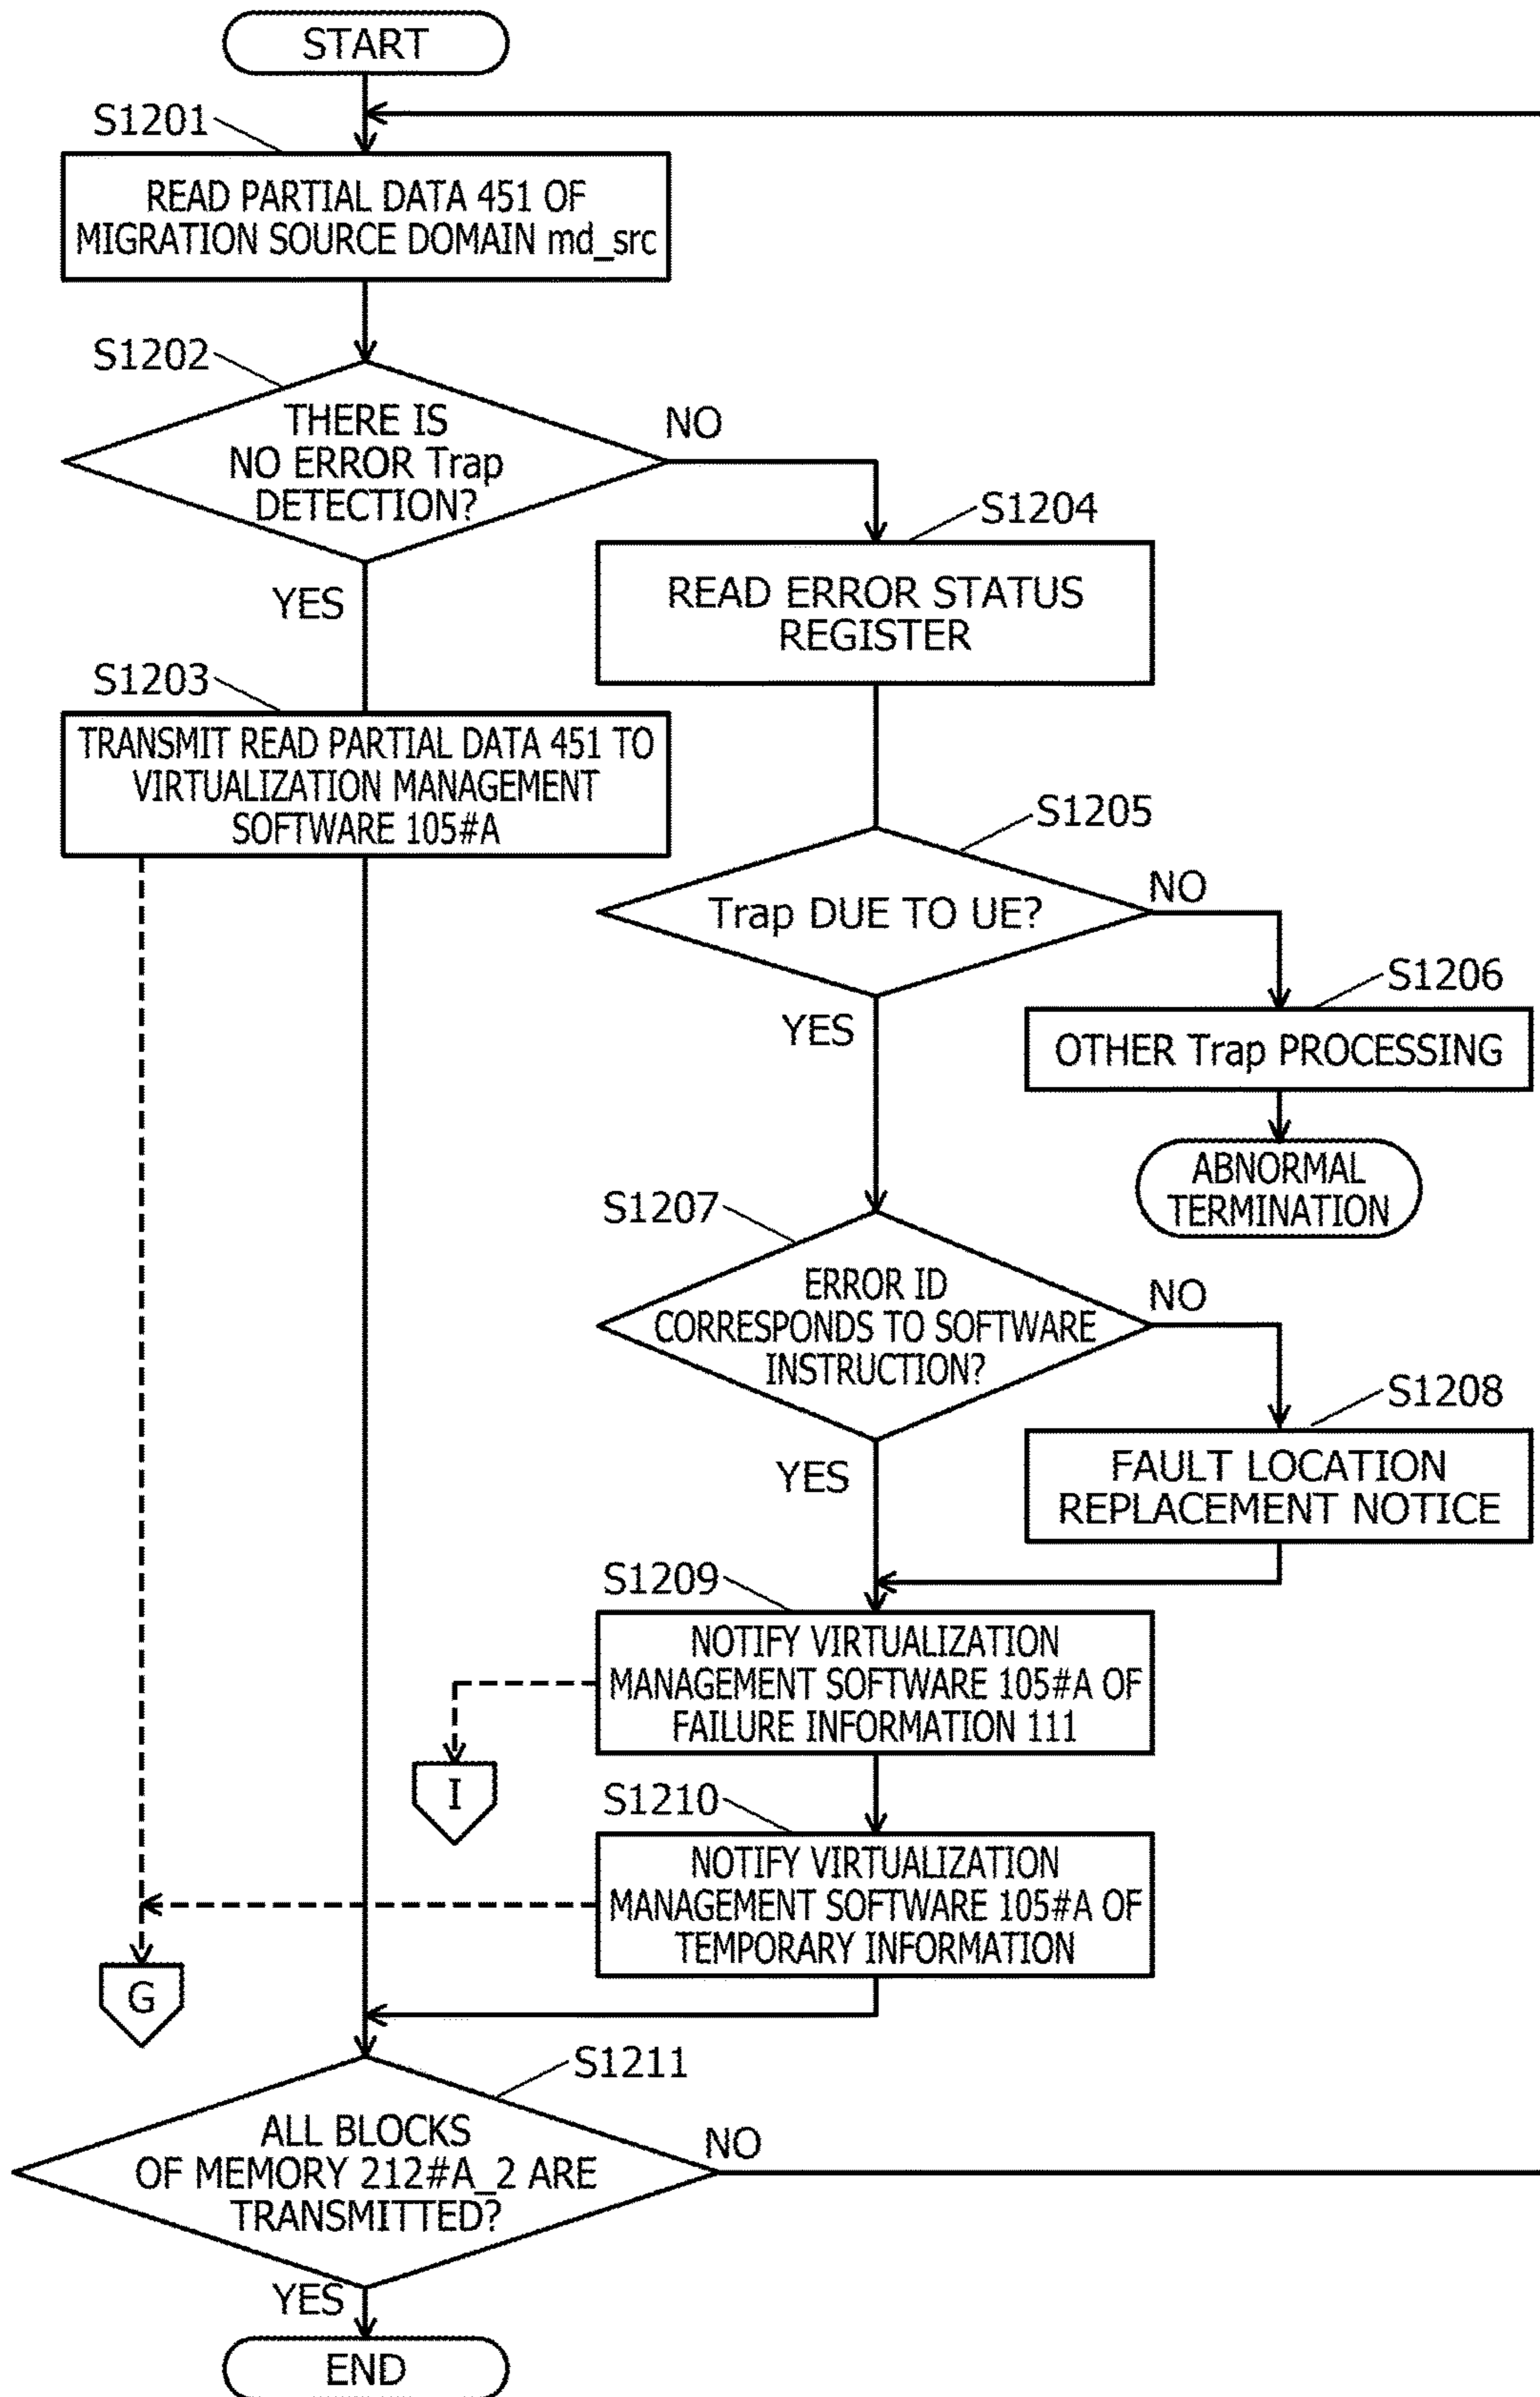 START
S1201
READ PARTIAL DATA 451 OF
MIGRATION SOURCE DOMAIN md_src
S1202
THERE IS
NO ERROR Trap
DETECTION?
NO
YES
S1204
READ ERROR STATUS
REGISTER
S1203
TRANSMIT READ PARTIAL DATA 451 TO
VIRTUALIZATION MANAGEMENT
SOFTWARE 105#A
S1205
Trap DUE TO UE?
NO
YES
S1206
OTHER Trap PROCESSING
ABNORMAL
TERMINATION
S1207
ERROR ID
CORRESPONDS TO SOFTWARE
INSTRUCTION?
NO
YES
S1208
FAULT LOCATION
REPLACEMENT NOTICE
S1209
NOTIFY VIRTUALIZATION
MANAGEMENT SOFTWARE 105#A OF
FAILURE INFORMATION 111
I
S1210
NOTIFY VIRTUALIZATION
MANAGEMENT SOFTWARE 105#A OF
TEMPORARY INFORMATION
G
S1211
ALL BLOCKS
OF MEMORY 212#A_2 ARE
TRANSMITTED?
NO
YES
END